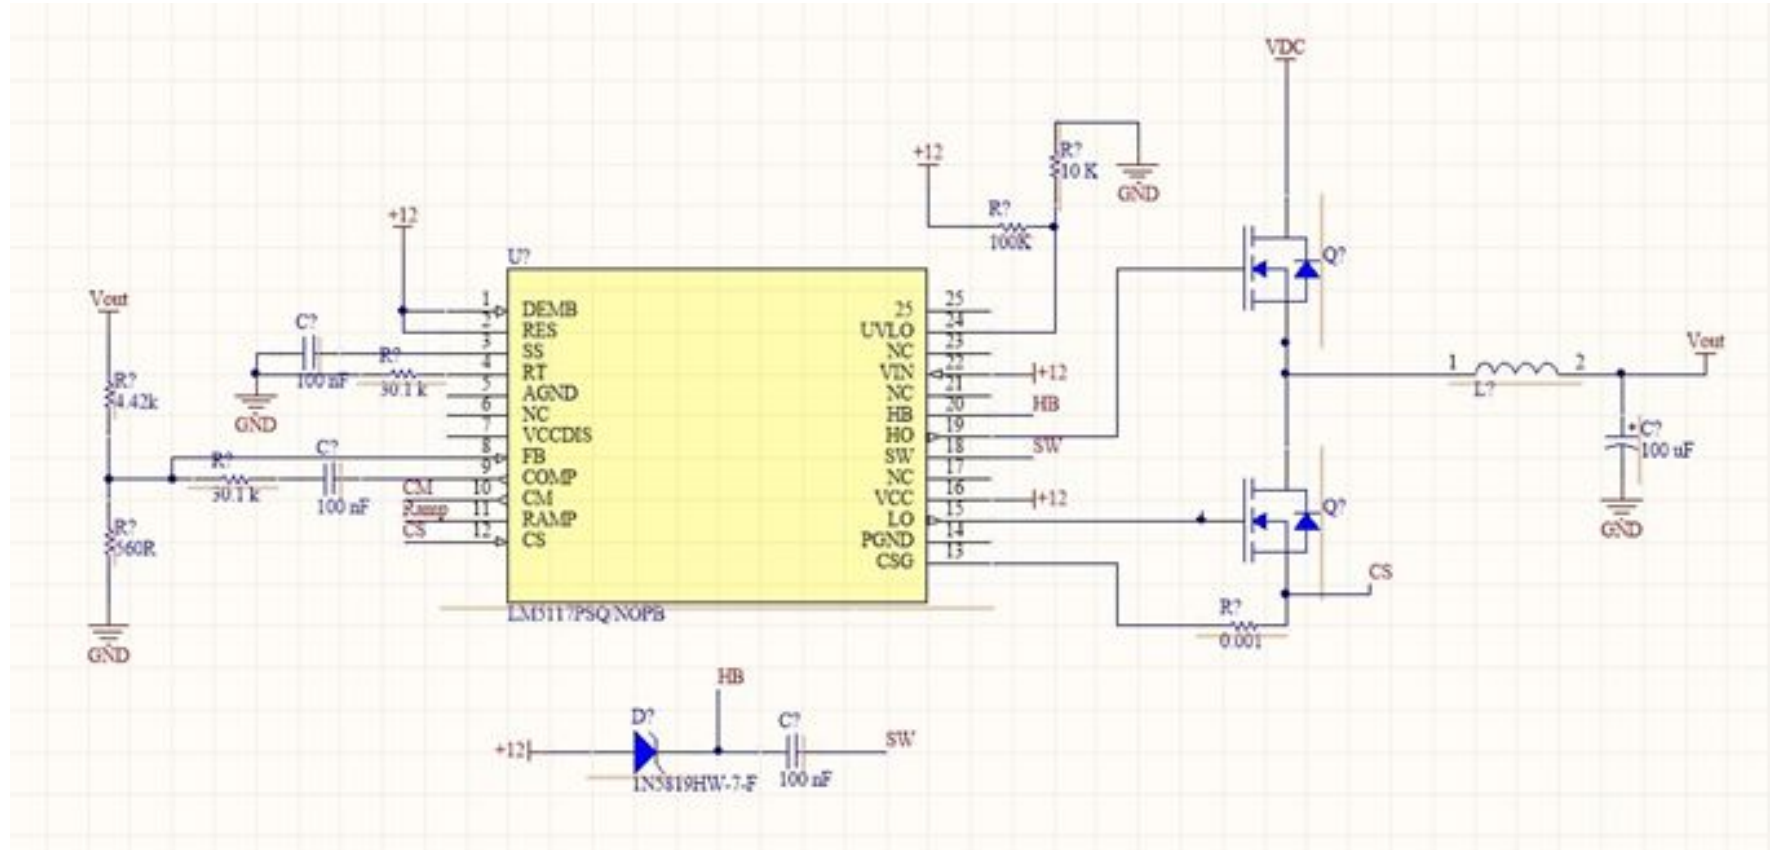 VDC
+12
R?
10 K
GND
R?
100K
+12
U?
Q?
Vout
C?
100 nF
R?
30.1 k
GND
R?
4.42k
R?
30.1 k
C?
100 nF
R?
560R
GND
CM
Ramp
CS
1 DEMB
2 RES
3 SS
4 RT
5 AGND
6 NC
7 VCCDIS
8 FB
9 COMP
10 CM
11 RAMP
12 CS
25 25
UVLO 24
NC 23
VIN 22 +12
NC 21
HB 20 HB
HO 19
SW 18 SW
NC 17
VCC 16 +12
LO 15
PGND 14
CSG 13
LM5117PSQ/NOPB
1 2
L?
Vout
C?
100 uF
GND
Q?
CS
R?
0.001
HB
D?
+12
1N5819HW-7-F
C?
100 nF
SW